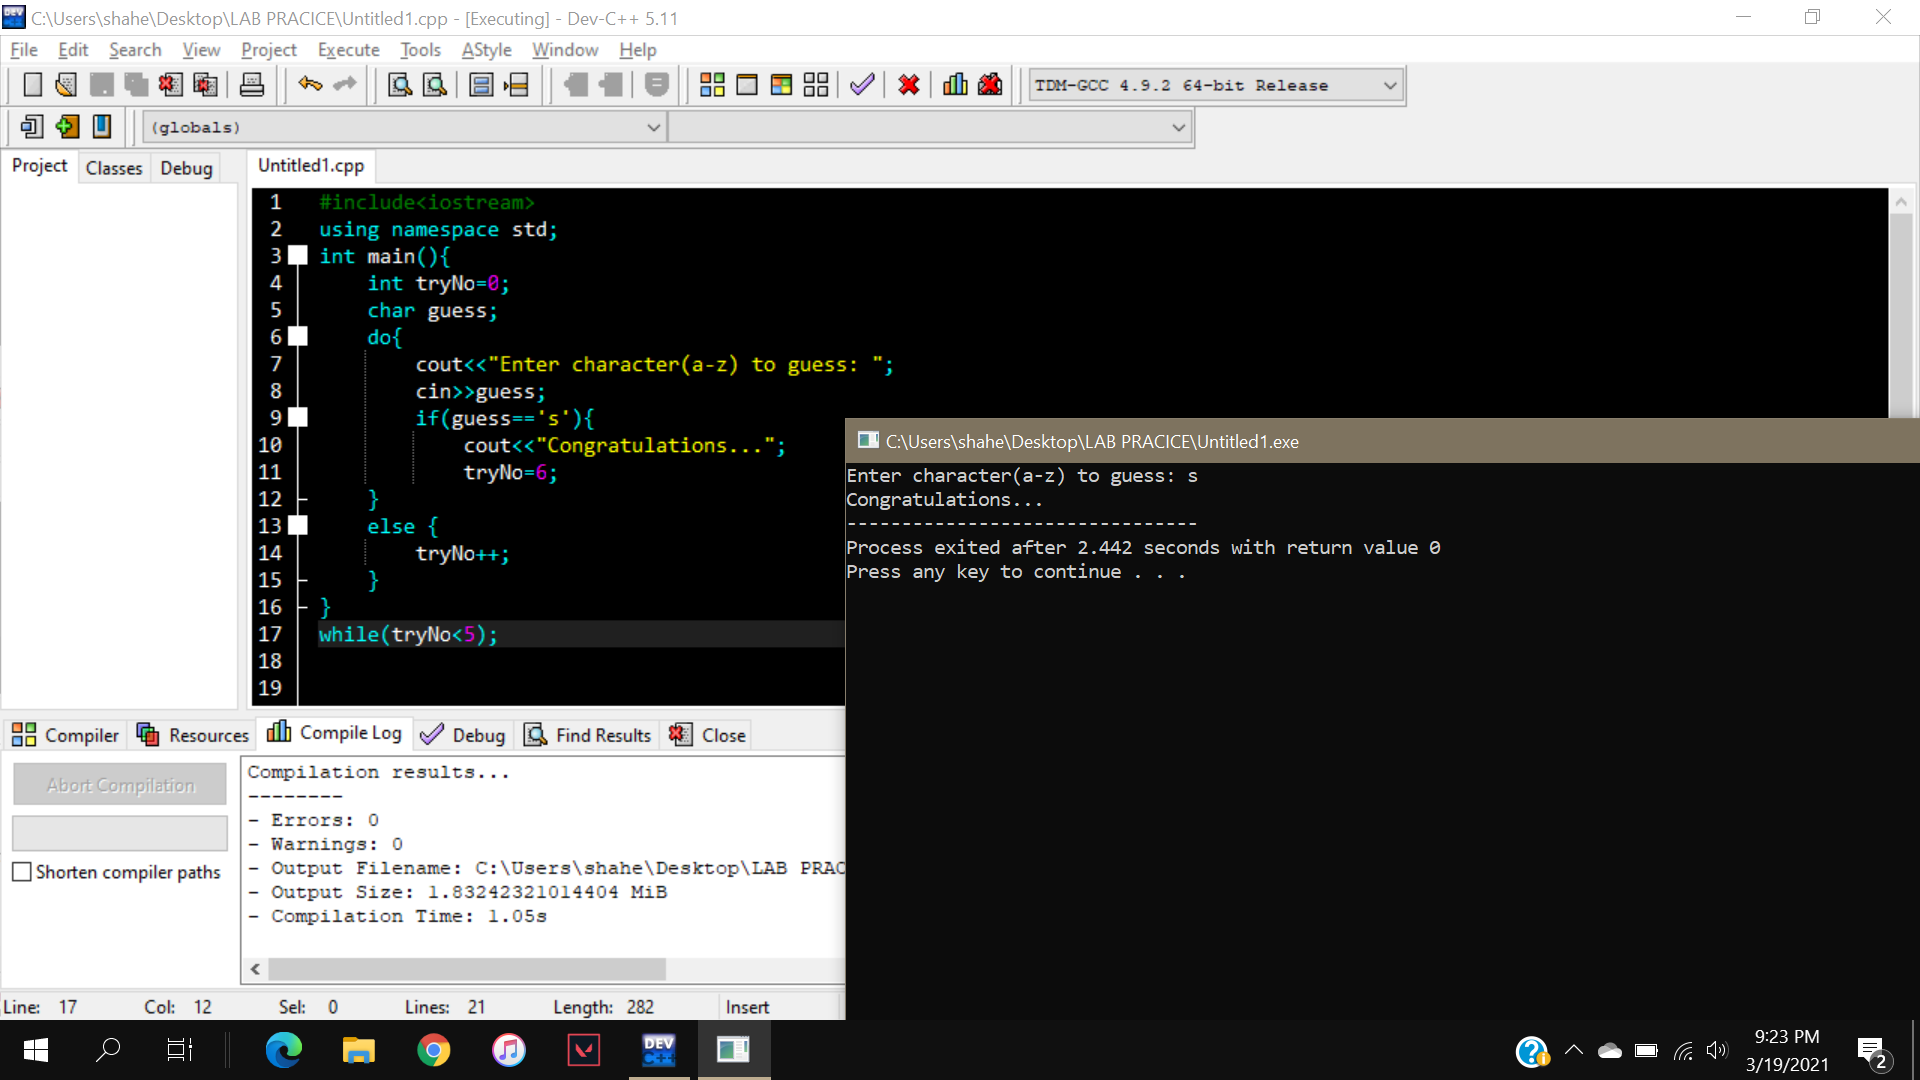 C:\Users\shahe\Desktop\LAB PRACICE\Untitled1.cpp - [Executing] - Dev-C++ 5.11
File Edit Search View Project Execute Tools AStyle Window Help
TDM-GCC 4.9.2 64-bit Release
(globals)
Project Classes Debug
Untitled1.cpp
1 #include<iostream>
2 using namespace std;
3 int main(){
4 int tryNo=0;
5 char guess;
6 do{
7 cout<<"Enter character(a-z) to guess: ";
8 cin>>guess;
9 if(guess=='s'){
10 cout<<"Congratulations...";
11 tryNo=6;
12 }
13 else {
14 tryNo++;
15 }
16 }
17 while(tryNo<5);
18
19
C:\Users\shahe\Desktop\LAB PRACICE\Untitled1.exe
Enter character(a-z) to guess: s
Congratulations...
--------------------------------
Process exited after 2.442 seconds with return value 0
Press any key to continue . . .
Compiler Resources Compile Log Debug Find Results Close
Abort Compilation
Shorten compiler paths
Compilation results...
--------
- Errors: 0
- Warnings: 0
- Output Filename: C:\Users\shahe\Desktop\LAB PRAC
- Output Size: 1.83242321014404 MiB
- Compilation Time: 1.05s
Line: 17 Col: 12 Sel: 0 Lines: 21 Length: 282 Insert
DEV C++
9:23 PM
3/19/2021
2